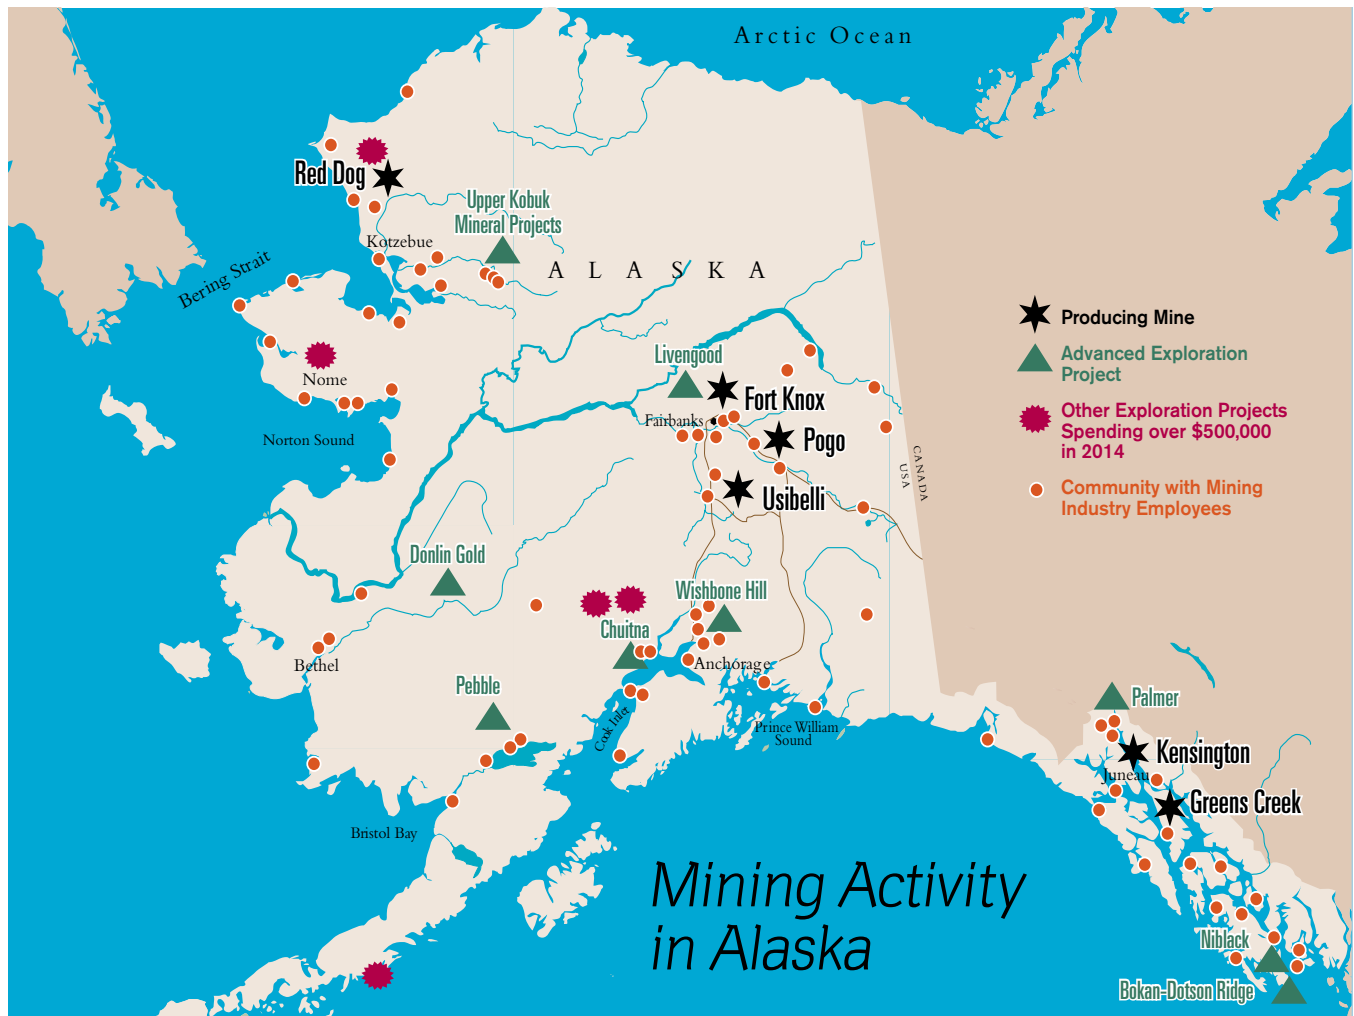 Arctic Ocean
Red Dog
Upper Kobuk
Mineral Projects
Kotzebue
Bering Strait
ALASKA
Producing Mine
Advanced Exploration
Project
Other Exploration Projects
Spending over $500,000
in 2014
Community with Mining
Industry Employees
Livengood
Nome
Fort Knox
Fairbanks
Norton Sound
Pogo
CANADA
USA
Usibelli
Donlin Gold
Wishbone Hill
Chuitna
Bethel
Anchorage
Pebble
Palmer
Cook Inlet
Prince William
Sound
Kensington
Juneau
Greens Creek
Bristol Bay
Mining Activity
in Alaska
Niblack
Bokan-Dotson Ridge